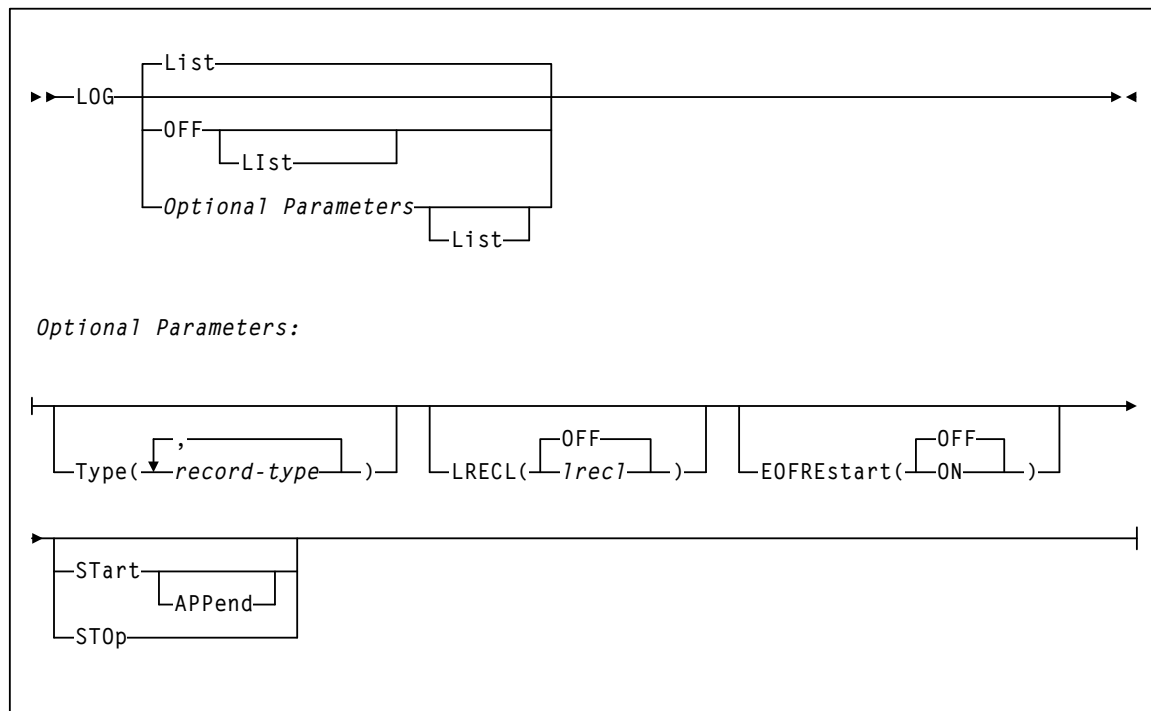 List
LOG
OFF
LIst
Optional Parameters
List
Optional Parameters:
, OFF OFF
Type( record-type ) LRECL( lrecl ) EOFREstart( ON )
STart
APPend
STOp